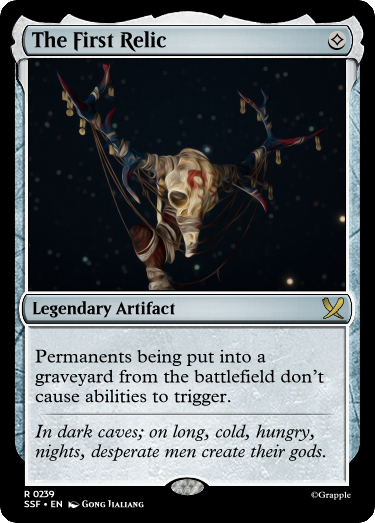 The First Relic
Legendary Artifact
Permanents being put into a
graveyard from the battlefield don't
cause abilities to trigger.
In dark caves; on long, cold, hungry,
nights, desperate men create their gods.
R 0239
SSF • EN Gong Jialiang
©Grapple